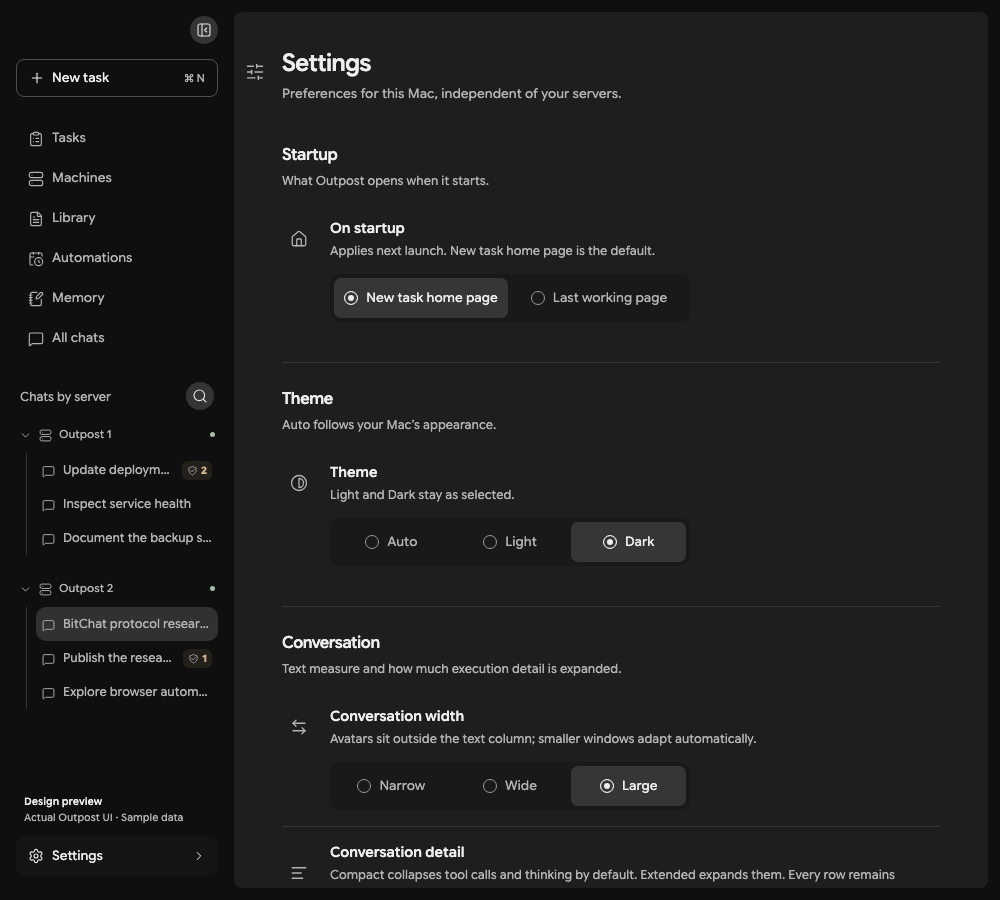 New task
⌘ N
Tasks
Machines
Library
Automations
Memory
All chats
Chats by server
Outpost 1
Update deploym... 2
Inspect service health
Document the backup s...
Outpost 2
BitChat protocol resear...
Publish the resea... 1
Explore browser autom...
Design preview
Actual Outpost UI · Sample data
Settings
Settings
Preferences for this Mac, independent of your servers.
Startup
What Outpost opens when it starts.
On startup
Applies next launch. New task home page is the default.
New task home page
Last working page
Theme
Auto follows your Mac’s appearance.
Theme
Light and Dark stay as selected.
Auto
Light
Dark
Conversation
Text measure and how much execution detail is expanded.
Conversation width
Avatars sit outside the text column; smaller windows adapt automatically.
Narrow
Wide
Large
Conversation detail
Compact collapses tool calls and thinking by default. Extended expands them. Every row remains